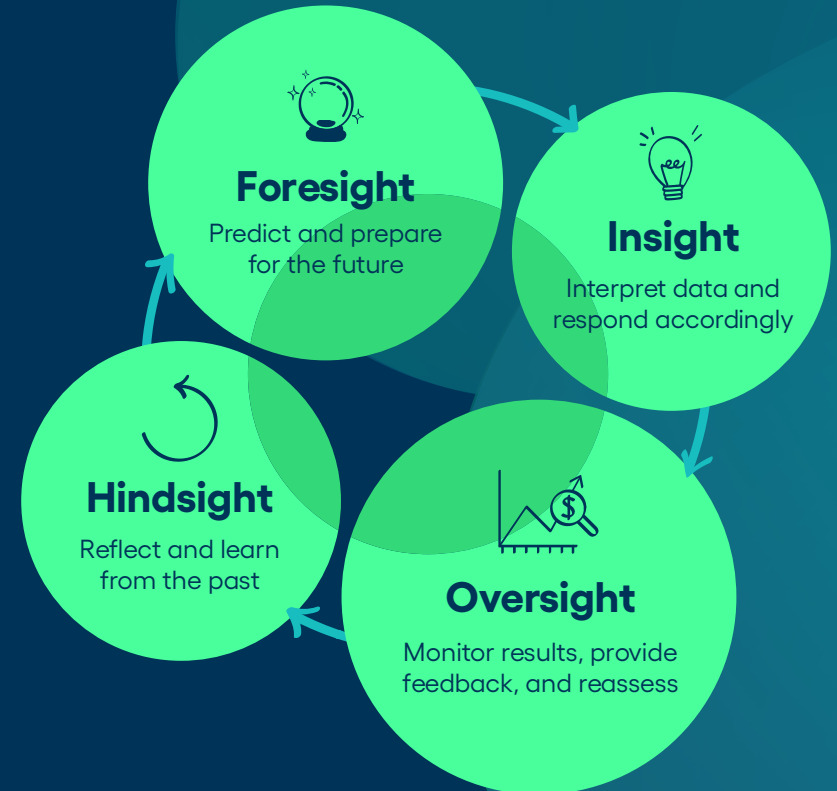 Foresight
Predict and prepare
for the future
Insight
Interpret data and
respond accordingly
Oversight
Monitor results, provide
feedback, and reassess
Hindsight
Reflect and learn
from the past
$